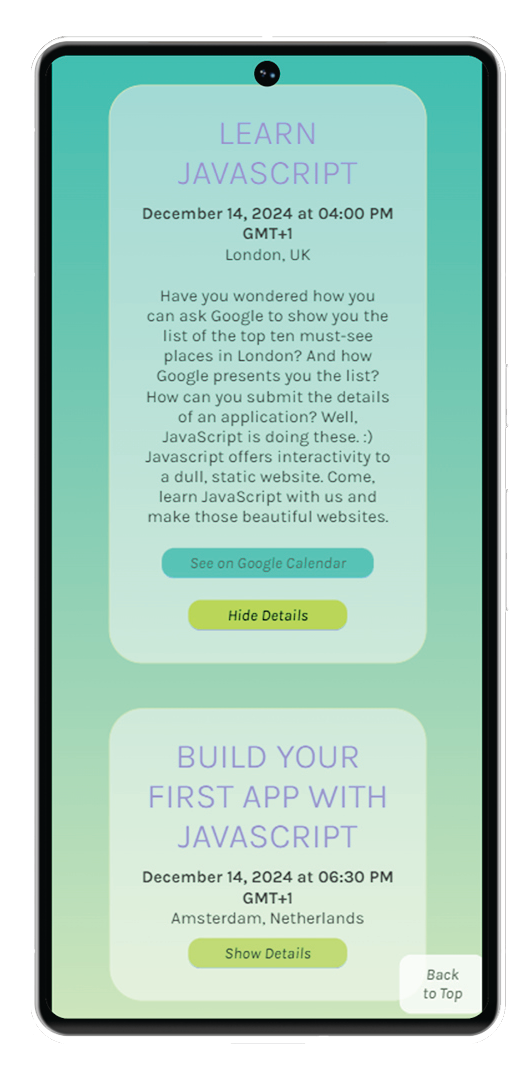 LEARN
JAVASCRIPT
December 14, 2024 at 04:00 PM
GMT+1
London, UK
Have you wondered how you
can ask Google to show you the
list of the top ten must-see
places in London? And how
Google presents you the list?
How can you submit the details
of an application? Well,
JavaScript is doing these. :)
Javascript offers interactivity to
a dull, static website. Come,
learn JavaScript with us and
make those beautiful websites.
See on Google Calendar
Hide Details
BUILD YOUR
FIRST APP WITH
JAVASCRIPT
December 14, 2024 at 06:30 PM
GMT+1
Amsterdam, Netherlands
Show Details
Back
to Top